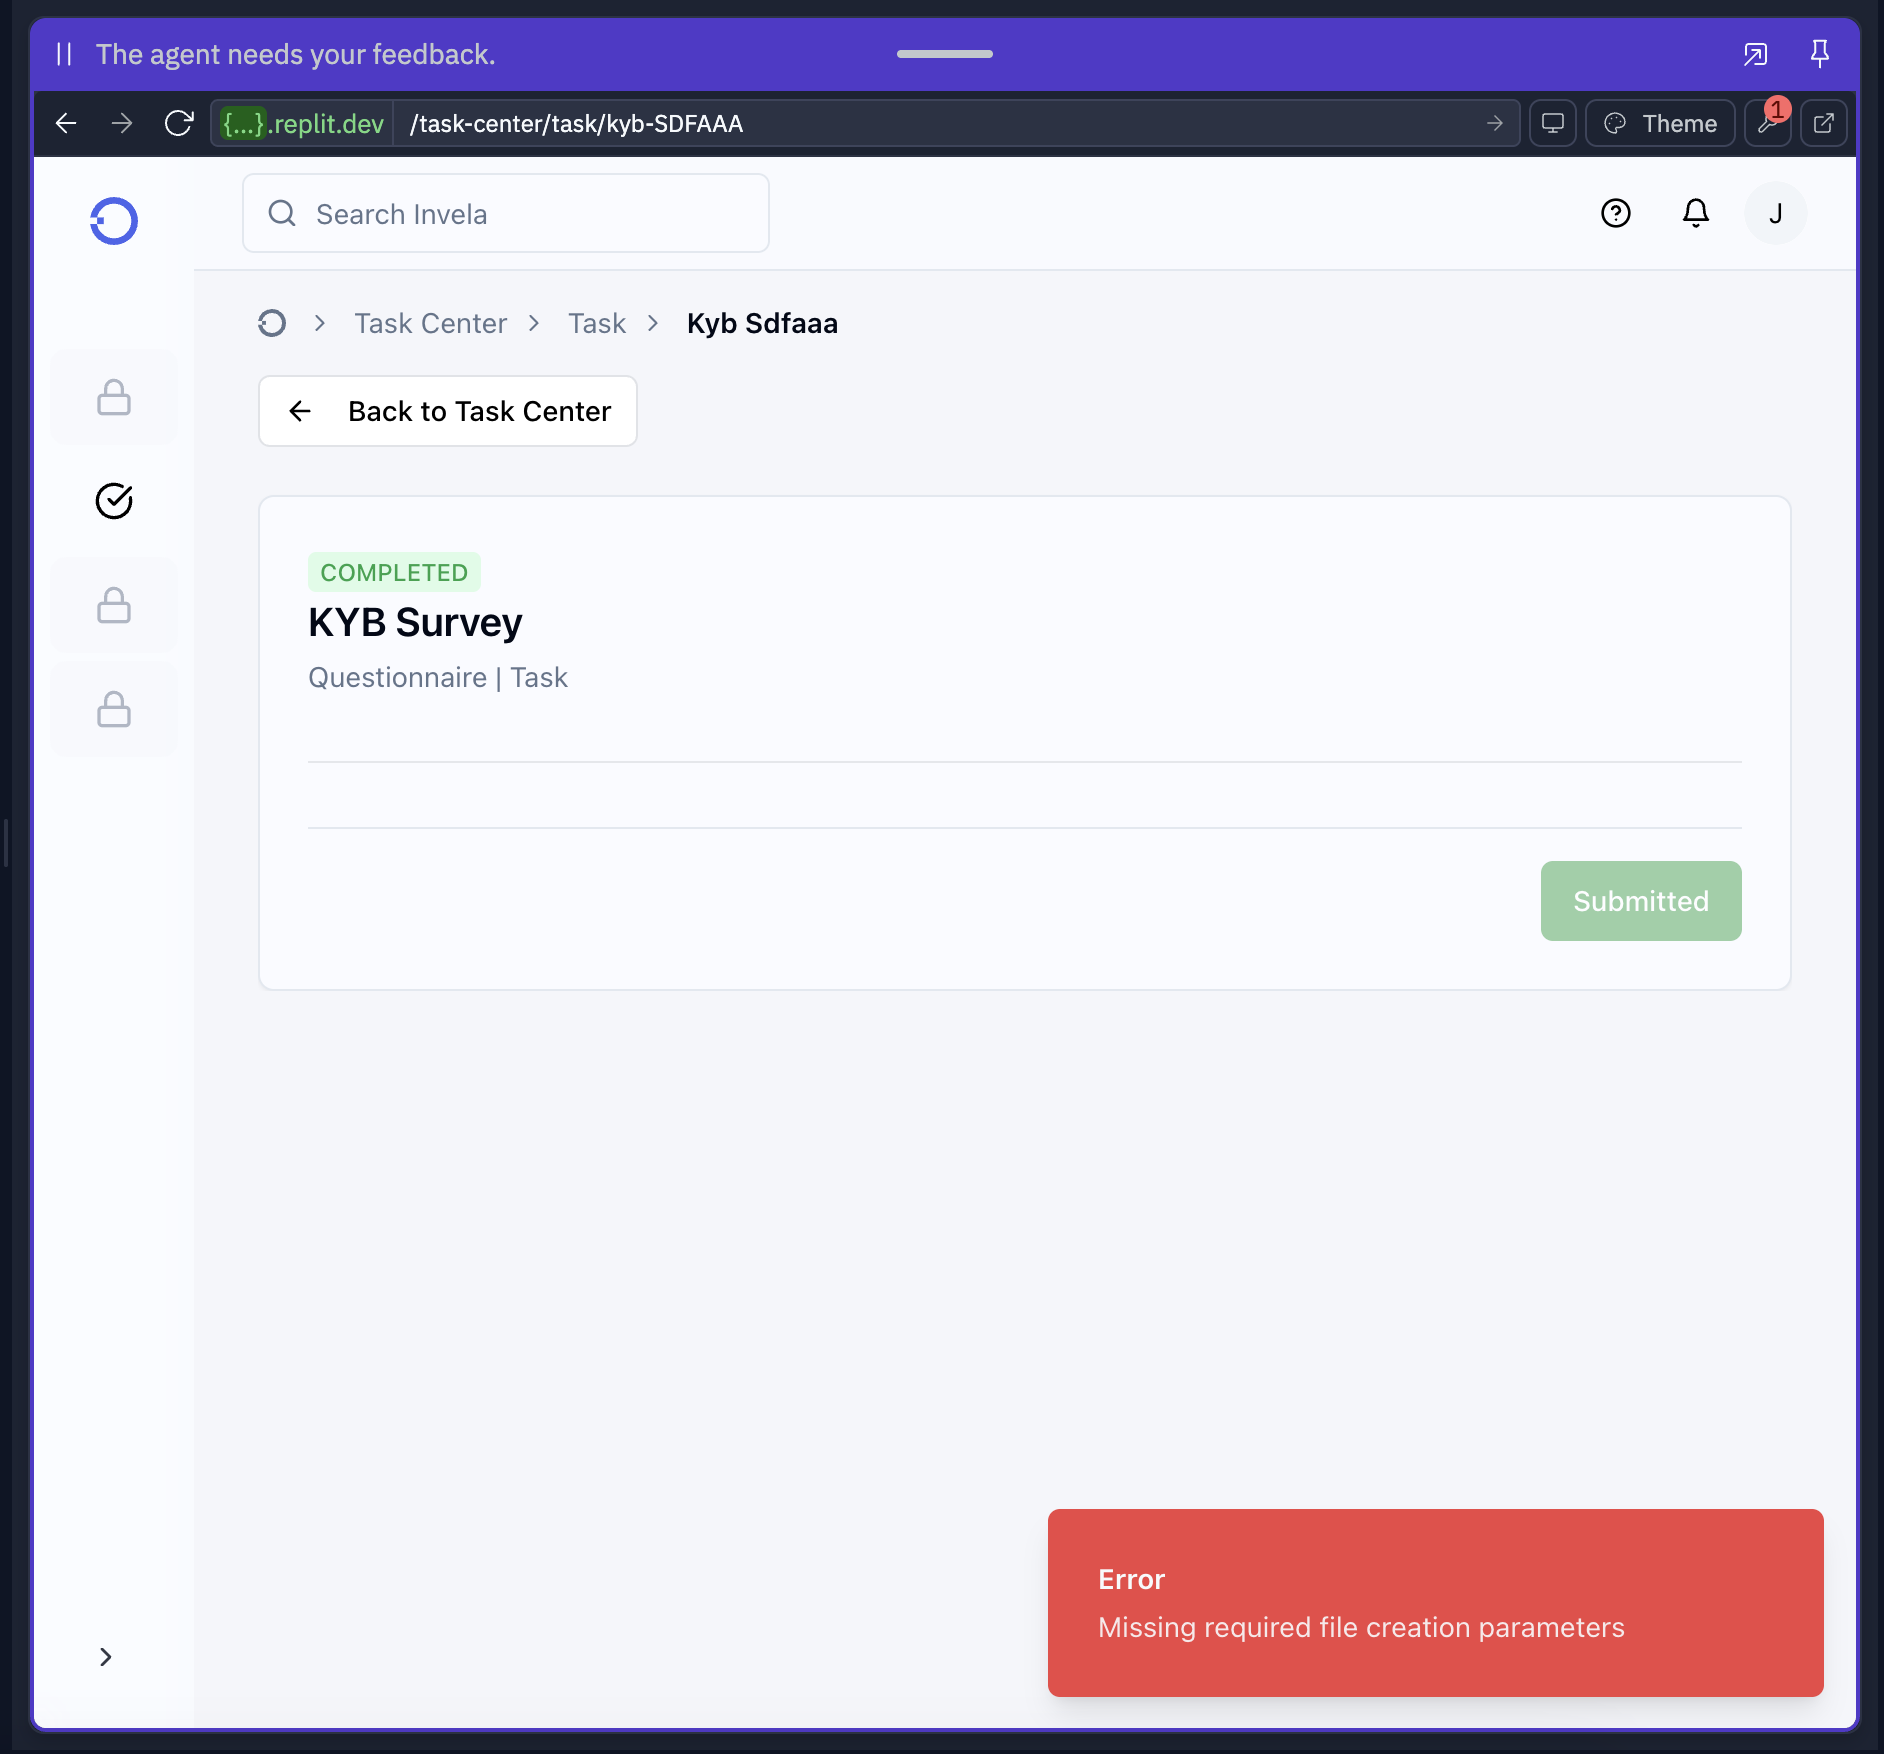 The agent needs your feedback.
{...}.replit.dev /task-center/task/kyb-SDFAAA Theme 1
Search Invela J
Task Center Task Kyb Sdfaaa
Back to Task Center
COMPLETED
KYB Survey
Questionnaire | Task
Submitted
Error
Missing required file creation parameters